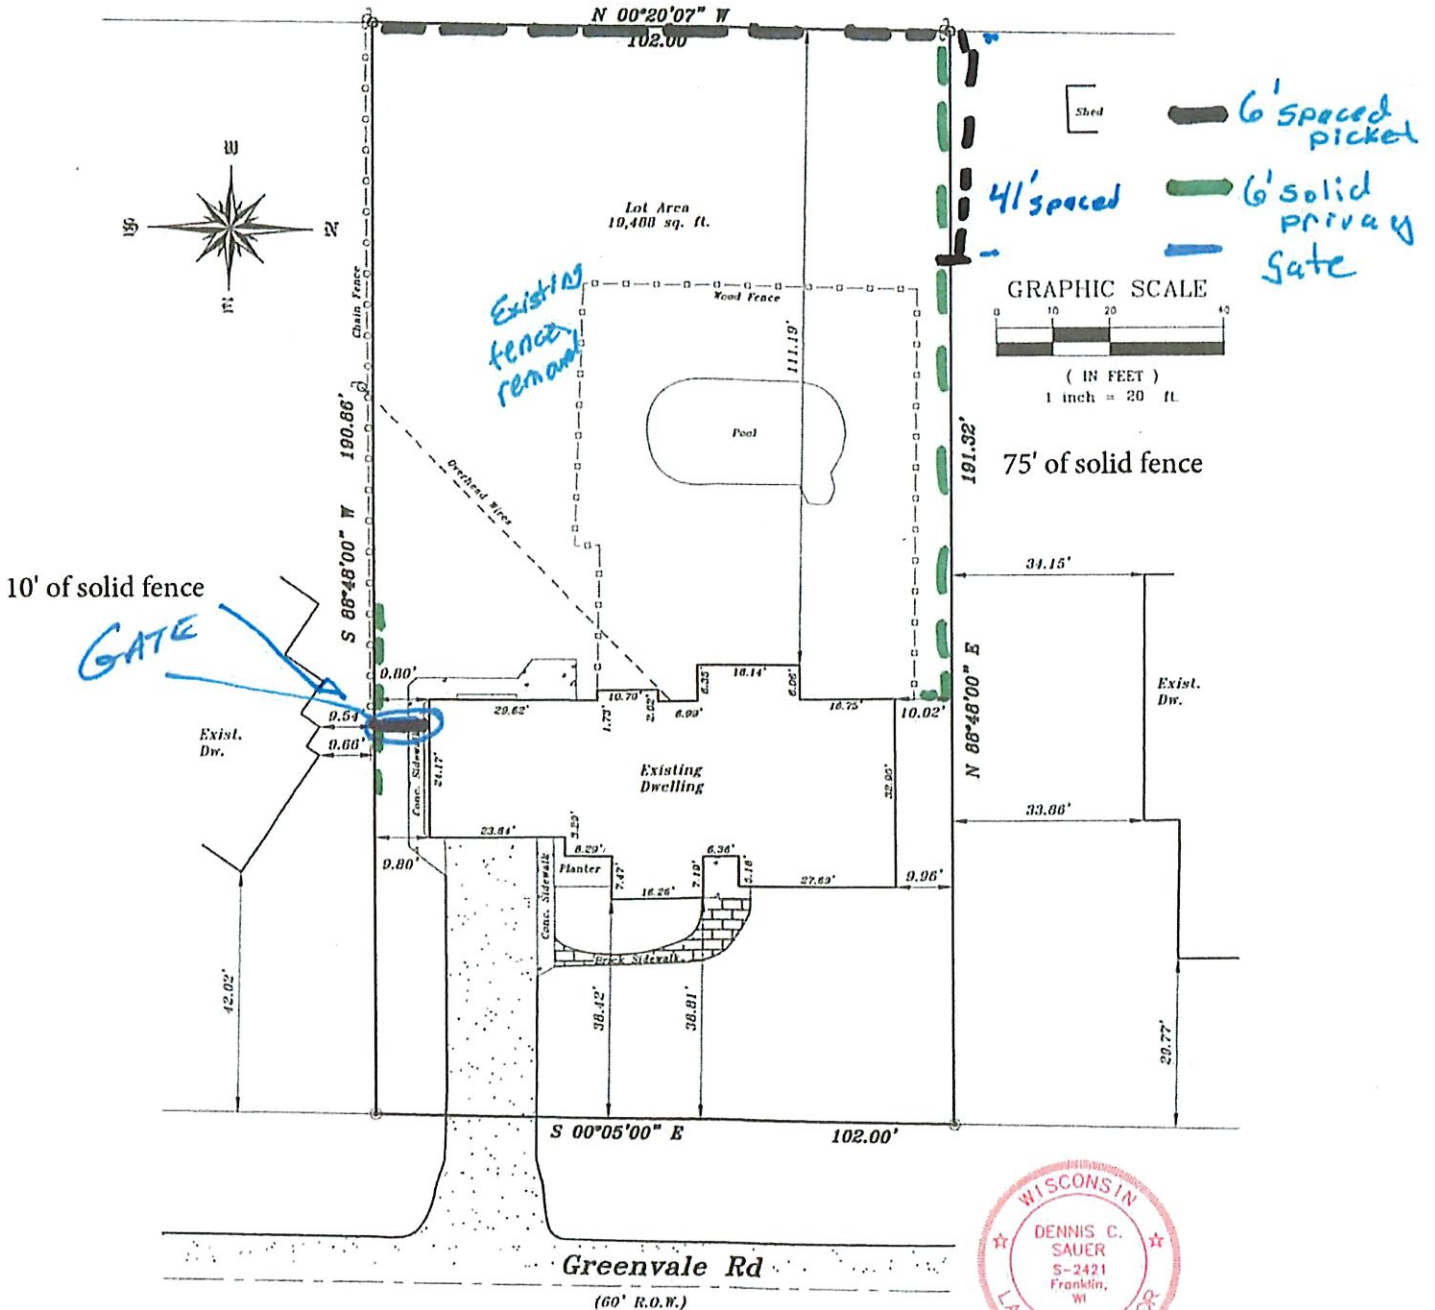 N 00°20'07" W
102.00'
Shed
6' spaced
picket
W
S
N
E
41' spaced
6' solid
privay
gate
Lot Area
19,488 sq. ft.
Chain Fence
Existing
fence
removal
Wood Fence
111.19'
GRAPHIC SCALE
0 10 20 40
( IN FEET )
1 inch = 20 ft.
190.86'
Pool
191.32'
75' of solid fence
Overhead Wires
S 88°48'00" W
10' of solid fence
GATE
34.15'
9.80'
N 88°48'00" E
Exist.
Dw.
29.62'
10.70'
1.73'
2.02'
6.99'
6.35'
16.14'
6.06'
16.75'
10.02'
9.54'
9.66'
Exist.
Dw.
Conc. Sidewalk
24.17'
Existing
Dwelling
32.95'
33.86'
9.80'
23.84'
3.29'
8.29'
Planter
7.47'
16.26'
7.19'
6.36'
5.18'
27.69'
9.96'
Conc. Sidewalk
Brick Sidewalk
42.02'
38.42'
38.81'
29.77'
S 00°05'00" E
102.00'
Greenvale Rd
(60' R.O.W.)
WISCONSIN
DENNIS C.
SAUER
S-2421
Franklin,
WI